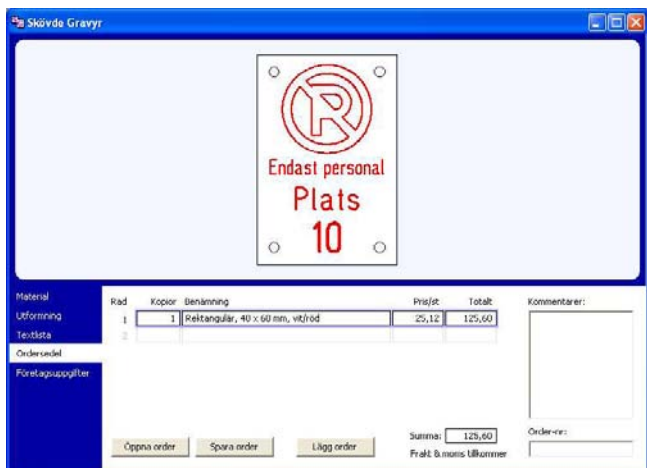 Skövde Gravyr
R
Endast personal
Plats
10
Material
Utformning
Textlista
Ordersedel
Företagsuppgifter
Rad Kopior Benämning Pris/st Totalt
1 1 Rektangulär, 40 x 60 mm, vit/röd 25,12 125,60
2
Kommentarer:
Öppna order Spara order Lägg order
Summa: 125,60
Frakt & moms tillkommer
Order-nr: